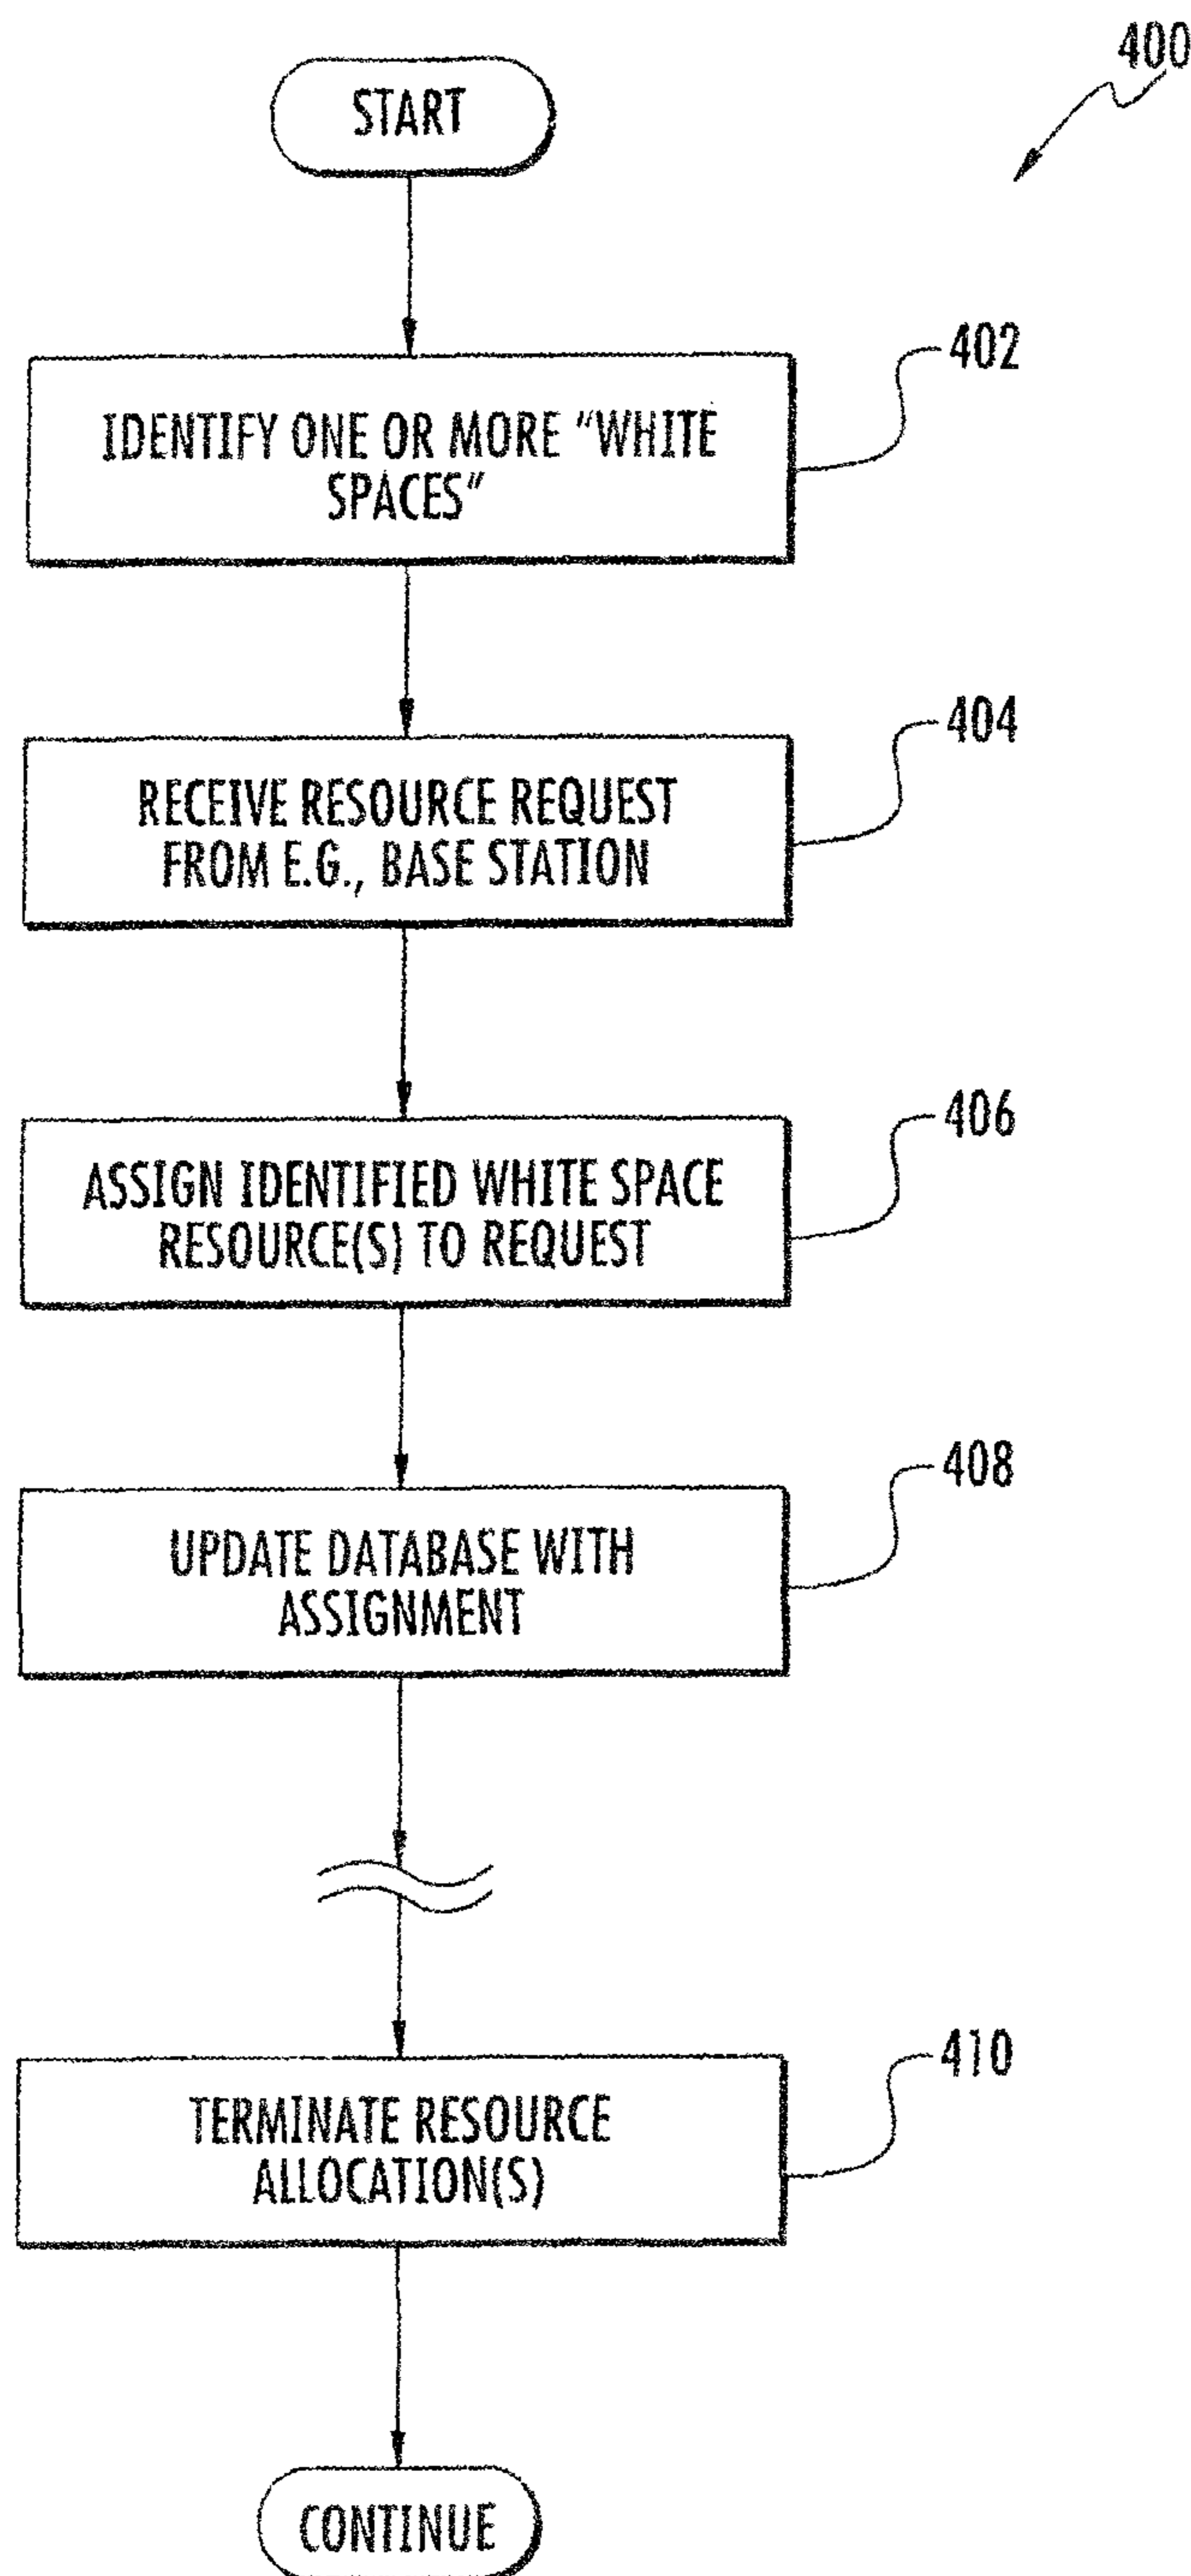 400
START
402
IDENTIFY ONE OR MORE "WHITE
SPACES"
404
RECEIVE RESOURCE REQUEST
FROM E.G., BASE STATION
406
ASSIGN IDENTIFIED WHITE SPACE
RESOURCE(S) TO REQUEST
408
UPDATE DATABASE WITH
ASSIGNMENT
410
TERMINATE RESOURCE
ALLOCATION(S)
CONTINUE